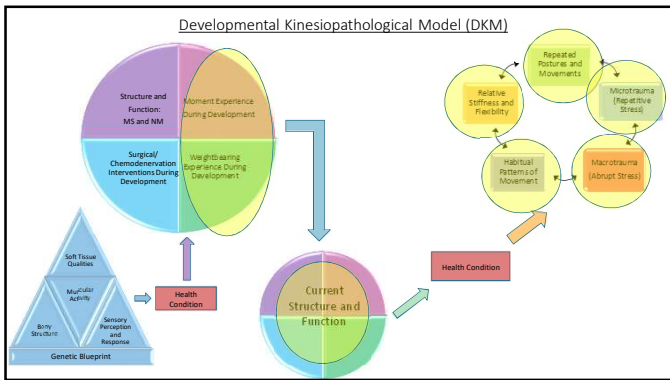 Developmental Kinesiopathological Model (DKM)
Structure and
Function:
MS and NM
Moment Experience
During Development
Surgical/
Chemodenervation
Interventions During
Development
Weightbearing
Experience During
Development
Soft Tissue
Qualities
Muscular
Activity
Bony
Structure
Sensory
Perception
and
Response
Genetic Blueprint
Health
Condition
Current
Structure and
Function
Health Condition
Repeated
Postures and
Movements
Relative
Stiffness and
Flexibility
Microtrauma
(Repetitive
Stress)
Habitual
Patterns of
Movement
Macrotrauma
(Abrupt Stress)